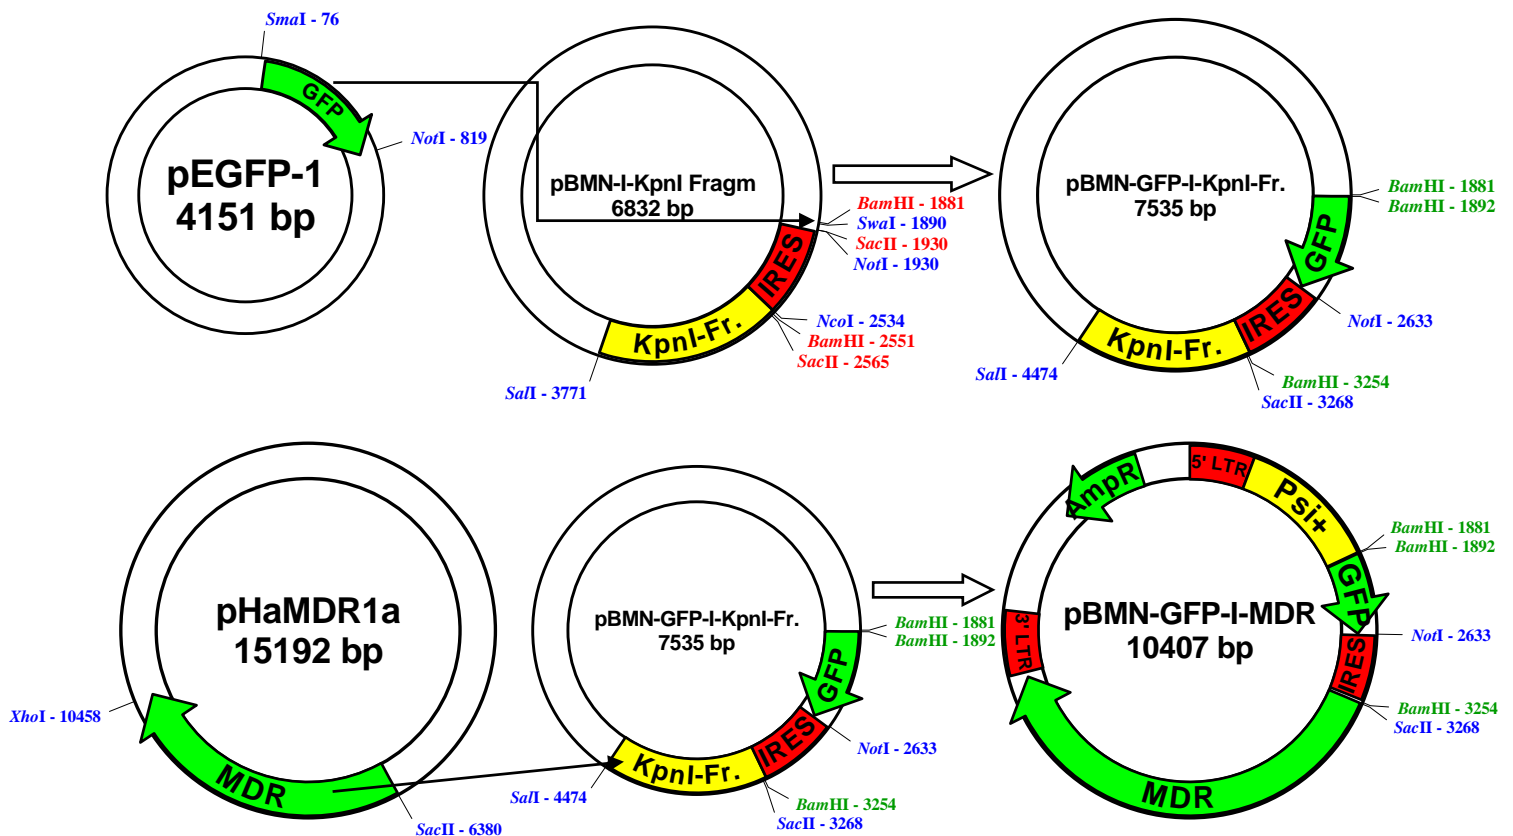 SmaI - 76
GFP
NotI - 819
pEGFP-1
4151 bp
pBMN-I-KpnI Fragm
6832 bp
BamHI - 1881
SwaI - 1890
SacII - 1930
NotI - 1930
IRES
KpnI-Fr.
NcoI - 2534
BamHI - 2551
SacII - 2565
SalI - 3771
pBMN-GFP-I-KpnI-Fr.
7535 bp
BamHI - 1881
BamHI - 1892
GFP
IRES
KpnI-Fr.
NotI - 2633
SalI - 4474
BamHI - 3254
SacII - 3268
pHaMDR1a
15192 bp
XhoI - 10458
MDR
SacII - 6380
pBMN-GFP-I-KpnI-Fr.
7535 bp
BamHI - 1881
BamHI - 1892
GFP
IRES
KpnI-Fr.
NotI - 2633
SalI - 4474
BamHI - 3254
SacII - 3268
AmpR
5' LTR
Psi+
BamHI - 1881
BamHI - 1892
GFP
pBMN-GFP-I-MDR
10407 bp
3' LTR
NotI - 2633
IRES
BamHI - 3254
SacII - 3268
MDR